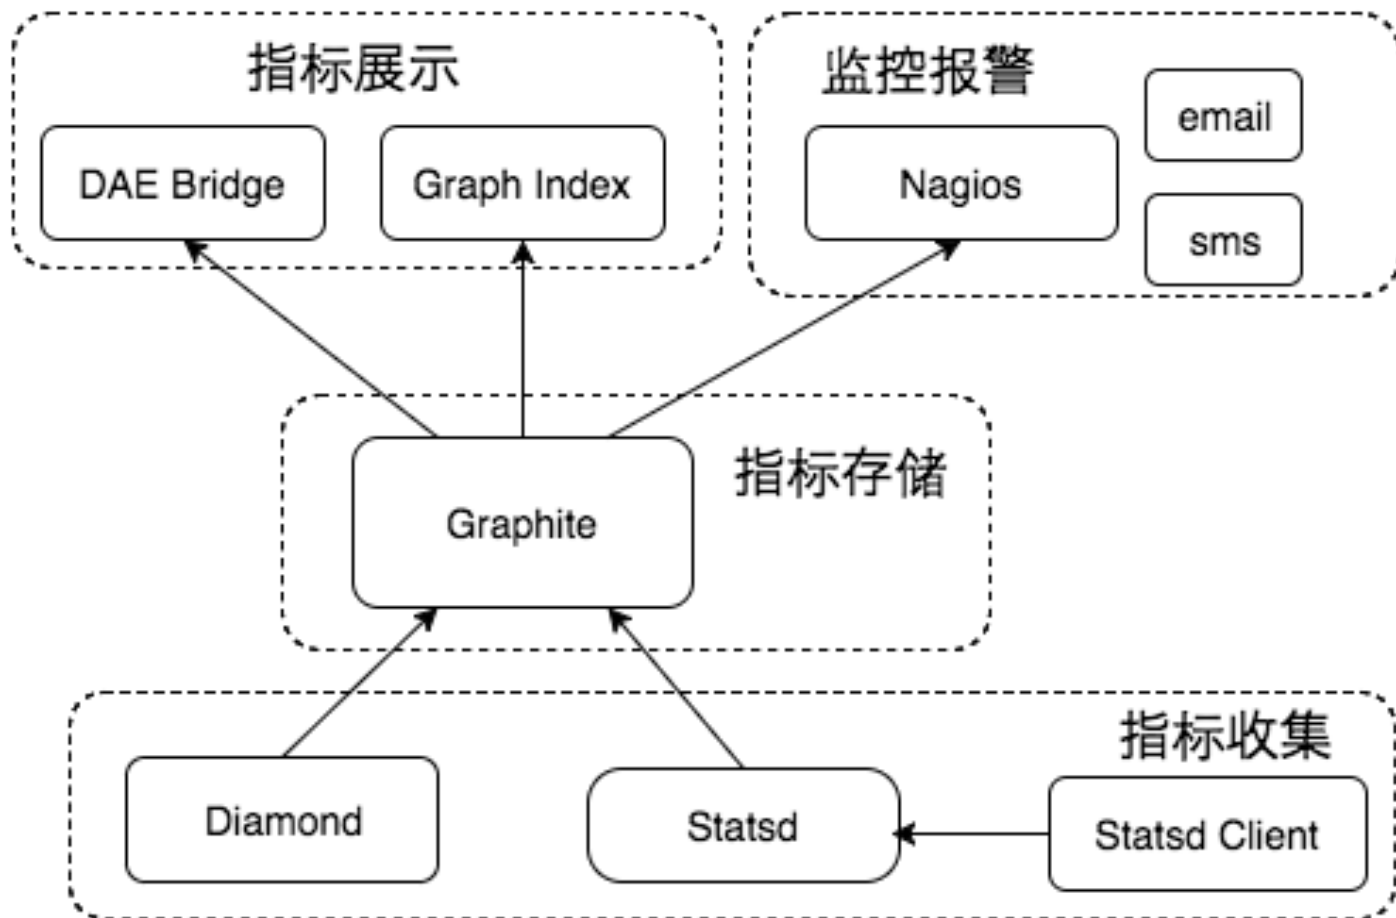 指标展示
DAE Bridge
Graph Index
监控报警
Nagios
email
sms
指标存储
Graphite
指标收集
Diamond
Statsd
Statsd Client